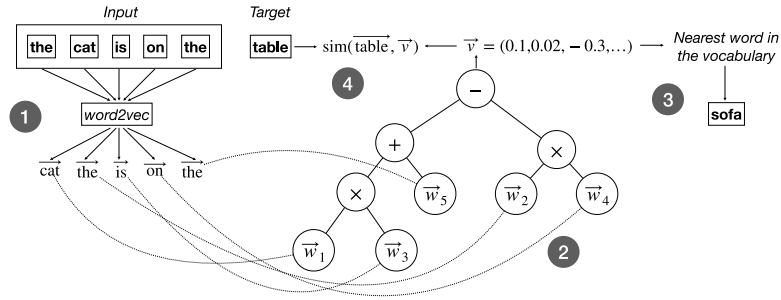 Input
the cat is on the
Target
table
sim(table, v) v = (0.1,0.02, − 0.3,…)
Nearest word in
the vocabulary
4
3
sofa
1
word2vec
cat the is on the
−
+
×
×
w5
w2
w4
w1
w3
2